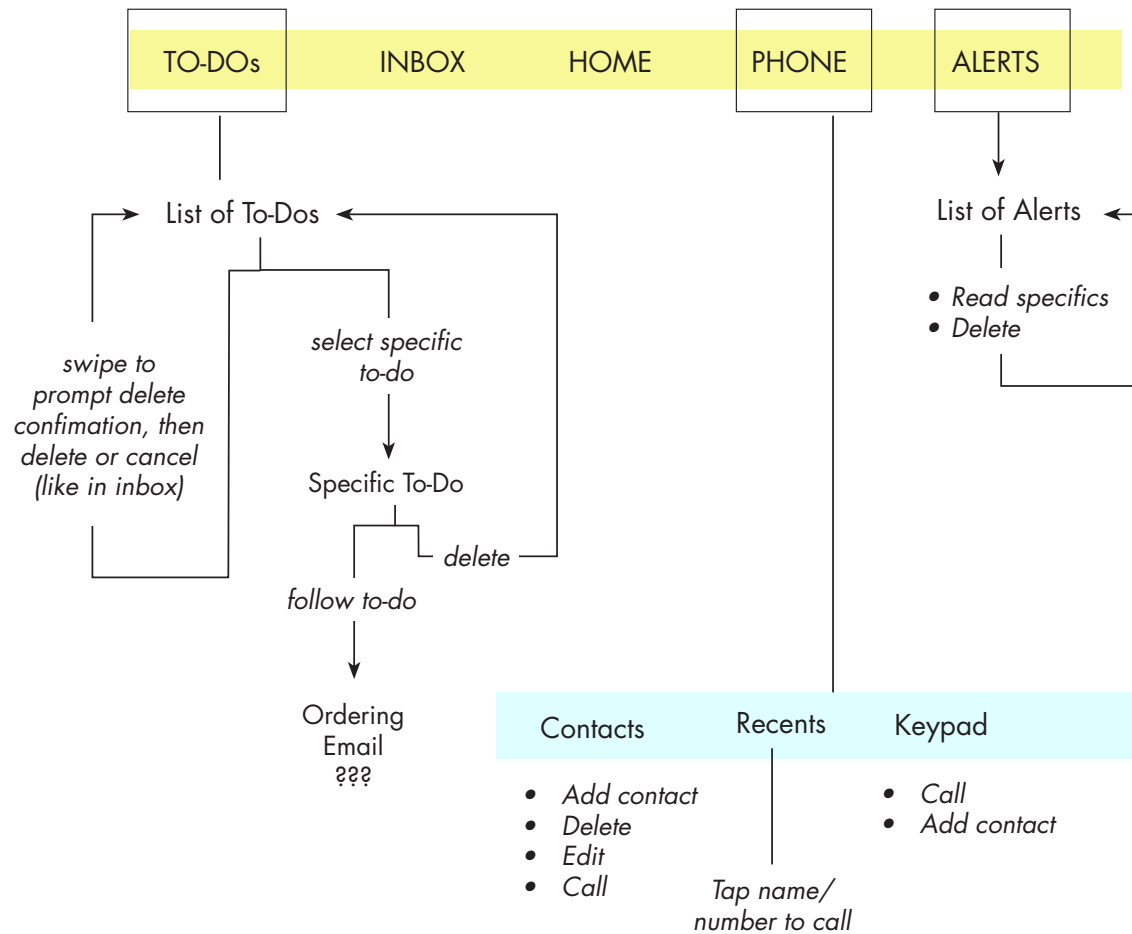 TO-DOs
INBOX
HOME
PHONE
ALERTS
List of To-Dos
swipe to
prompt delete
confimation, then
delete or cancel
(like in inbox)
select specific
to-do
Specific To-Do
delete
follow to-do
Ordering
Email
???
List of Alerts
• Read specifics
• Delete
Contacts
• Add contact
• Delete
• Edit
• Call
Recents
Tap name/
number to call
Keypad
• Call
• Add contact